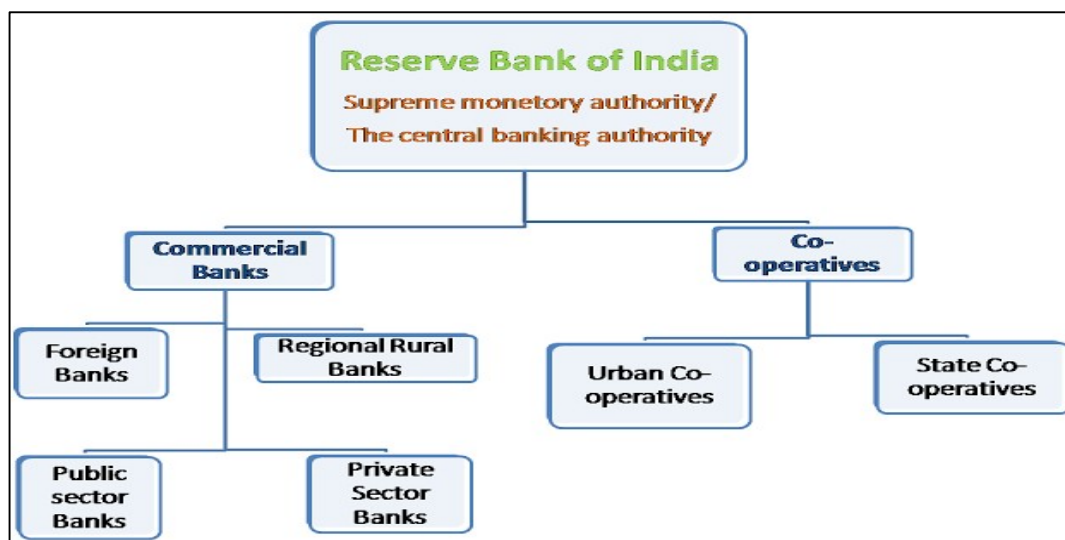 Reserve Bank of India
Supreme monetory authority/
The central banking authority
Commercial
Banks
Co-
operatives
Foreign
Banks
Regional Rural
Banks
Urban Co-
operatives
State Co-
operatives
Public
sector
Banks
Private
Sector
Banks